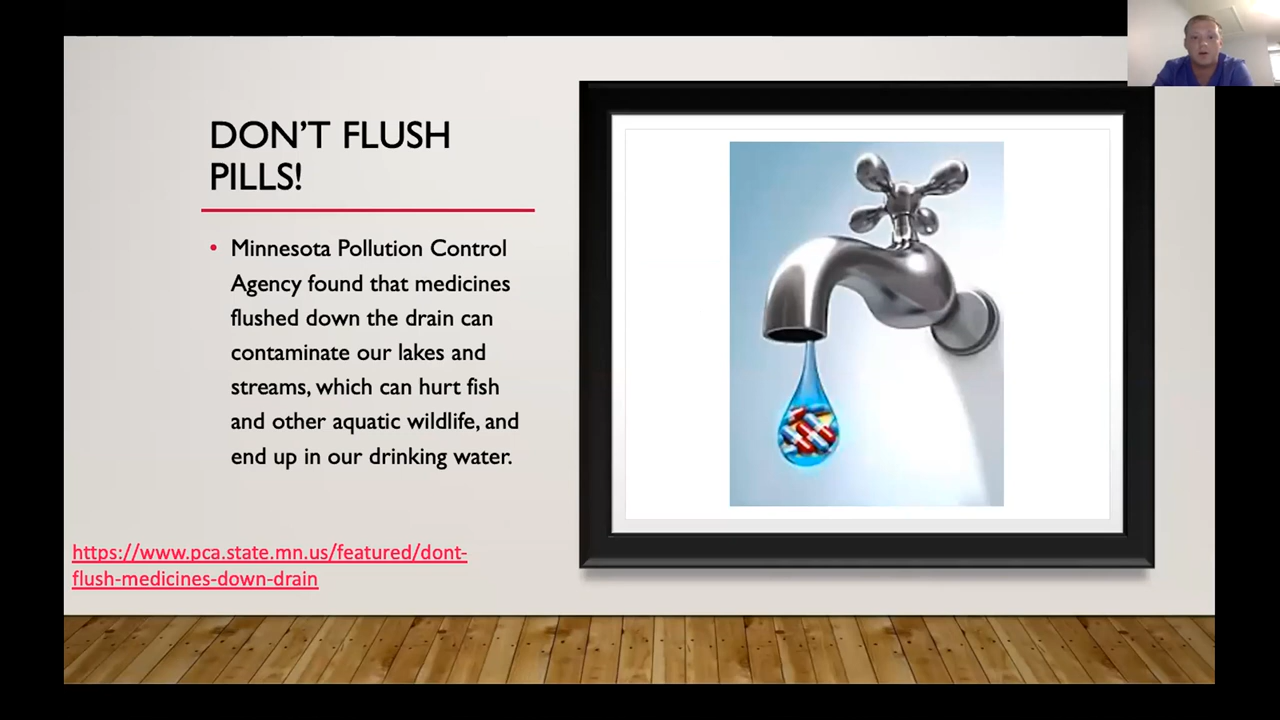 DON'T FLUSH
PILLS!
• Minnesota Pollution Control
Agency found that medicines
flushed down the drain can
contaminate our lakes and
streams, which can hurt fish
and other aquatic wildlife, and
end up in our drinking water.
https://www.pca.state.mn.us/featured/dont-
flush-medicines-down-drain